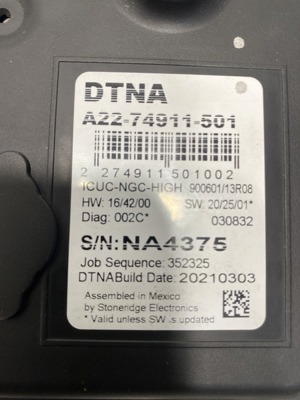 DTNA
A22-74911-501
2 274911 501002
ICUC-NGC-HIGH 900601/13R08
HW: 16/42/00 SW: 20/25/01*
Diag: 002C* 030832
S/N: NA4375
Job Sequence: 352325
DTNABuild Date: 20210303
Assembled in Mexico
by Stoneridge Electronics
* Valid unless SW is updated